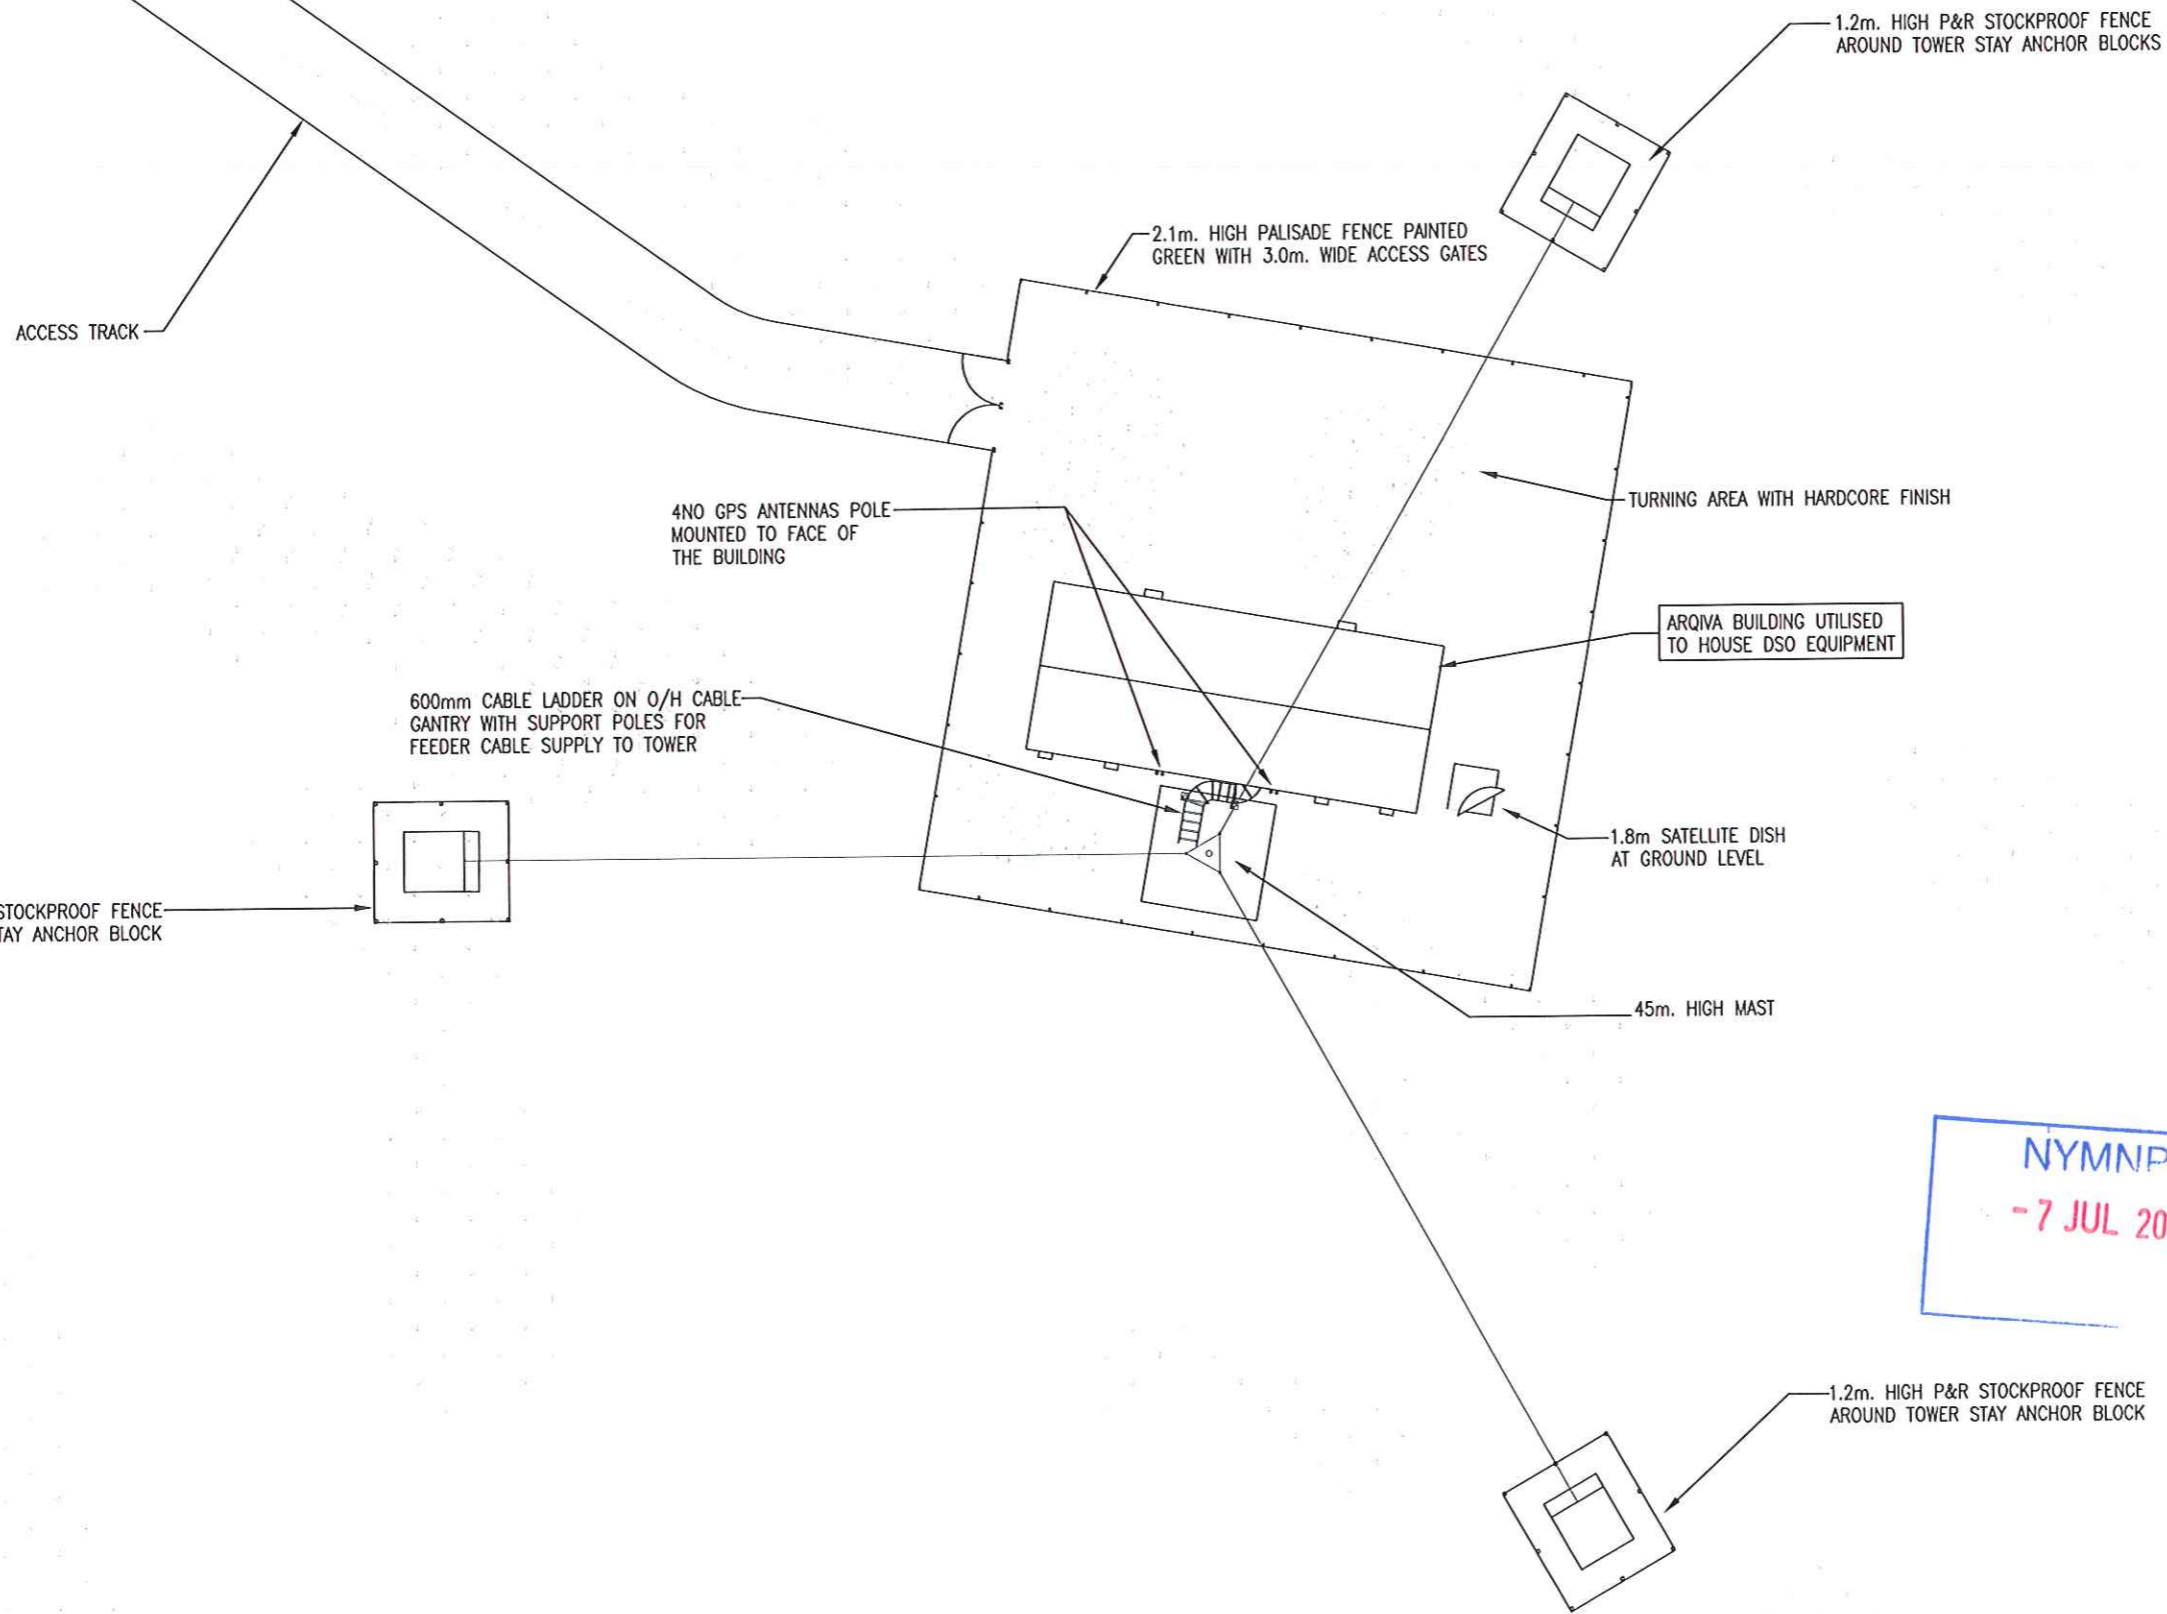 1.2m. HIGH P&R STOCKPROOF FENCE
AROUND TOWER STAY ANCHOR BLOCKS
2.1m. HIGH PALISADE FENCE PAINTED
GREEN WITH 3.0m. WIDE ACCESS GATES
ACCESS TRACK
4NO GPS ANTENNAS POLE
MOUNTED TO FACE OF
THE BUILDING
TURNING AREA WITH HARDCORE FINISH
ARQIVA BUILDING UTILISED
TO HOUSE DSO EQUIPMENT
600mm CABLE LADDER ON O/H CABLE
GANTRY WITH SUPPORT POLES FOR
FEEDER CABLE SUPPLY TO TOWER
1.8m SATELLITE DISH
AT GROUND LEVEL
STOCKPROOF FENCE
STAY ANCHOR BLOCK
45m. HIGH MAST
NYMNP
-7 JUL 20
1.2m. HIGH P&R STOCKPROOF FENCE
AROUND TOWER STAY ANCHOR BLOCK